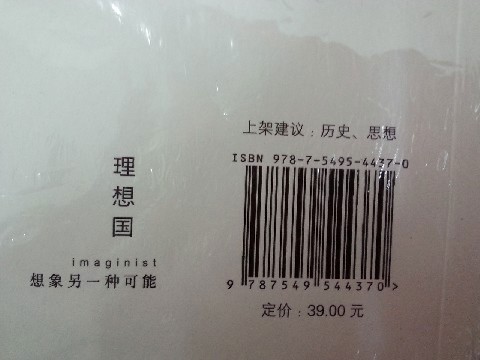 上架建议：历史、思想
ISBN 978-7-5495-4437-0
9 787549 544370 >
定价：39.00 元
理想国
imaginist
想象另一种可能